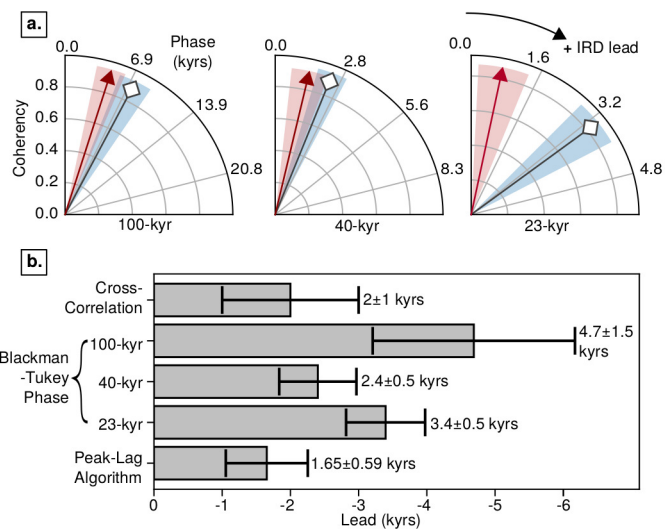 a.
Phase
(kyrs)
+ IRD lead
0.0
6.9
13.9
20.8
0.0
2.8
5.6
8.3
0.0
1.6
3.2
4.8
Coherency
0.8
0.6
0.4
0.2
0.0
100-kyr
40-kyr
23-kyr
b.
Cross-
Correlation
2±1 kyrs
Blackman
-Tukey
Phase
100-kyr
4.7±1.5
kyrs
40-kyr
2.4±0.5 kyrs
23-kyr
3.4±0.5 kyrs
Peak-Lag
Algorithm
1.65±0.59 kyrs
0 -1 -2 -3 -4 -5 -6
Lead (kyrs)